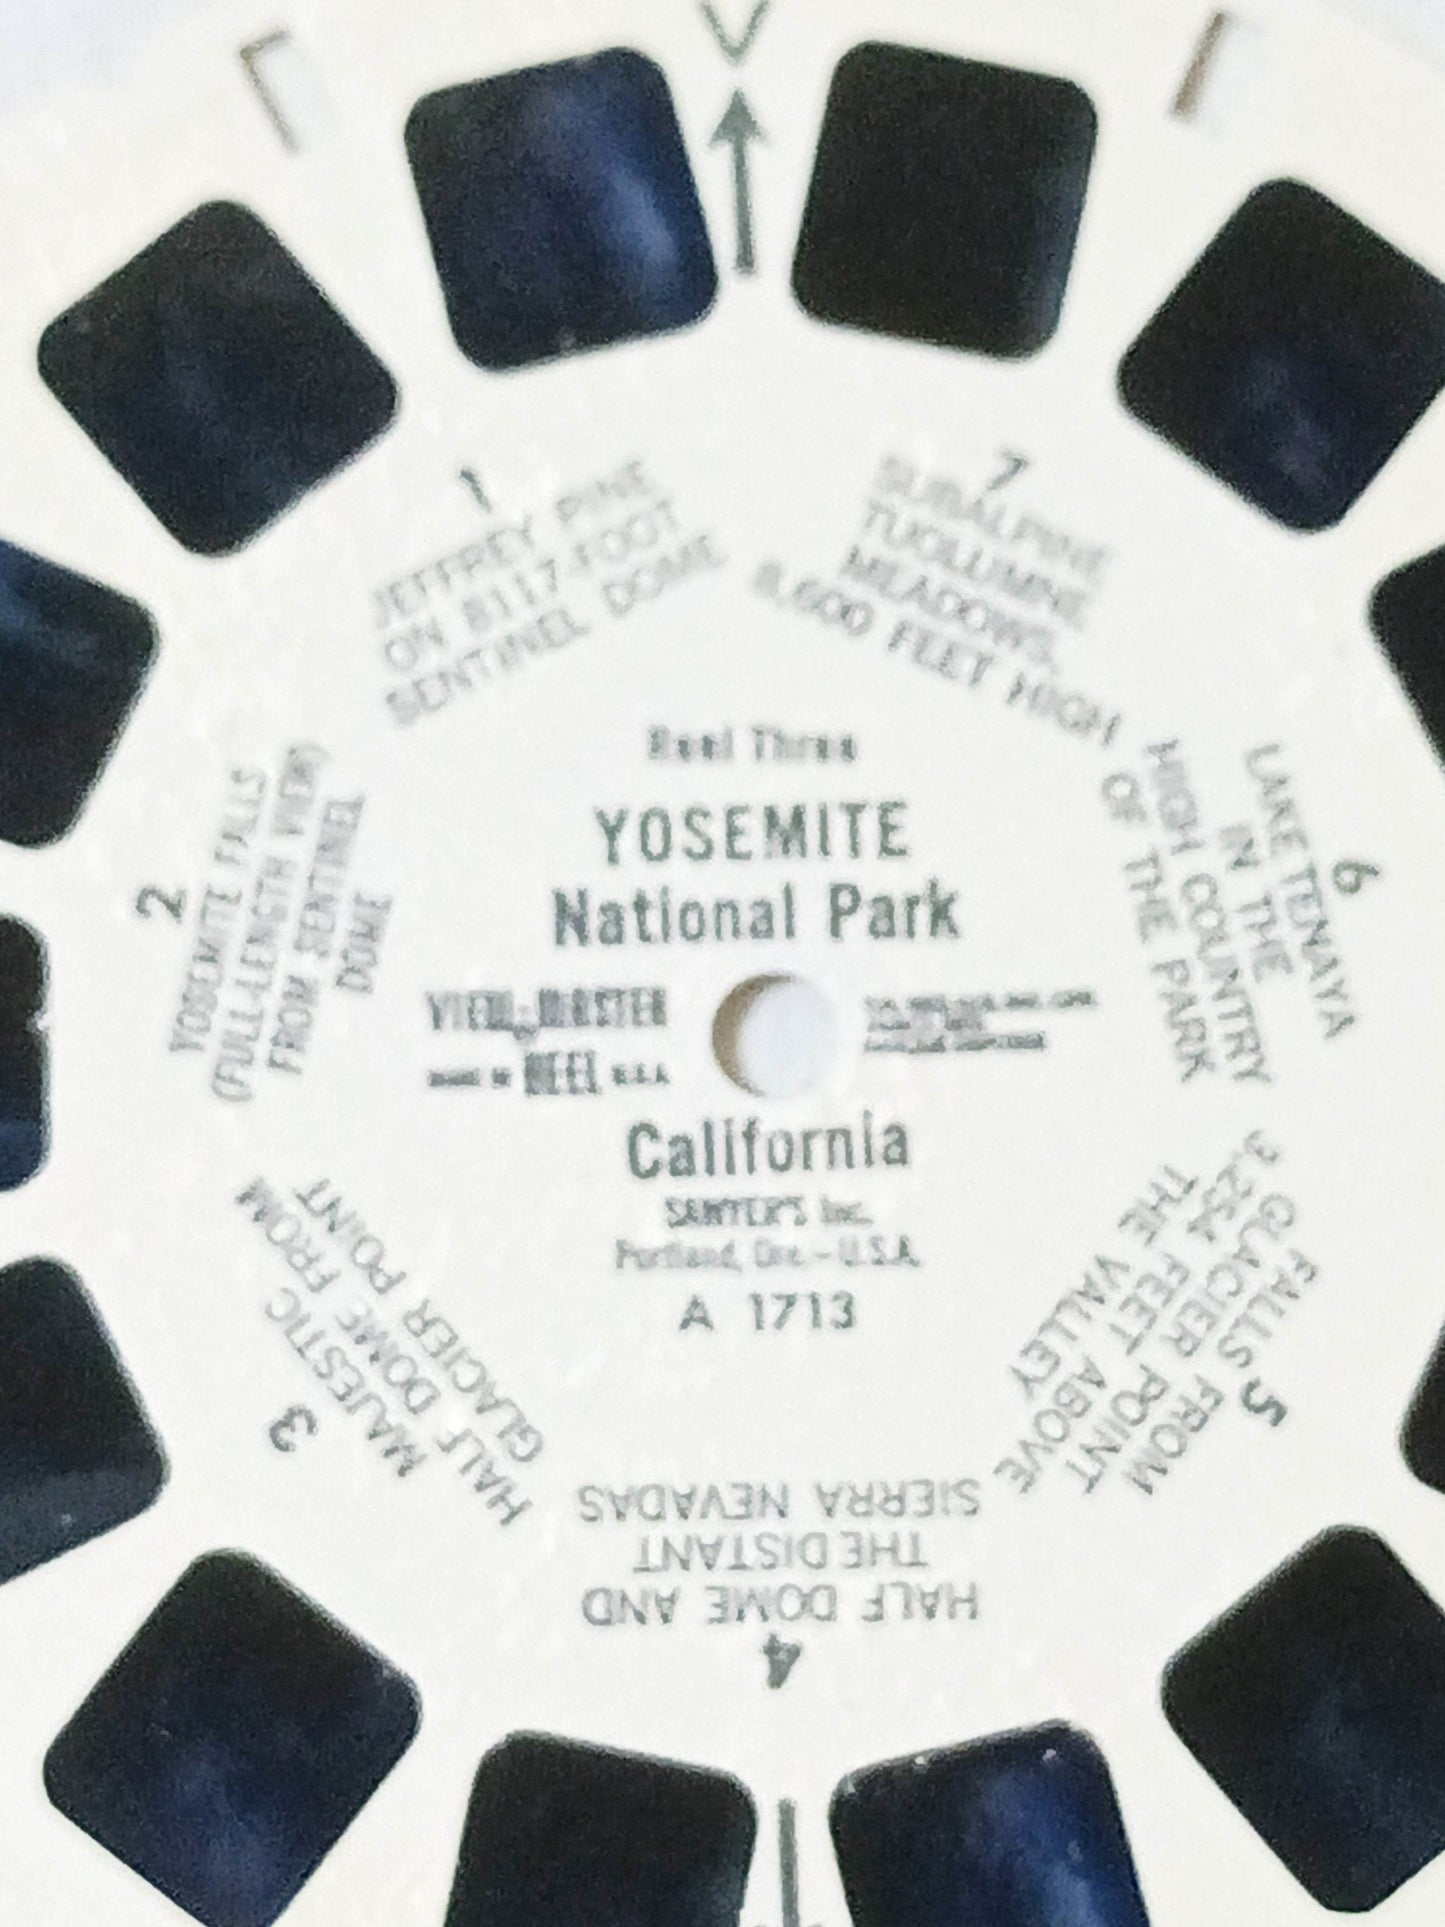 V
1
JEFFREY PINE
ON 8117-FOOT
SENTINEL DOME
7
SUBALPINE
TUOLUMNE
MEADOWS,
8,600 FEET HIGH
2
YOSEMITE FALLS
(FULL-LENGTH VIEW)
FROM SENTINEL
DOME
6
LAKE TENAYA
IN THE
HIGH COUNTRY
OF THE PARK
Reel Three
YOSEMITE
National Park
VIEW-MASTER
MADE IN REEL U.S.A.
California
SAWYER'S Inc.
Portland, Ore.-U.S.A.
A 1713
3
MAJESTIC
HALF DOME FROM
GLACIER POINT
5
FALLS FROM
GLACIER POINT
3,254 FEET ABOVE
THE VALLEY
4
HALF DOME AND
THE DISTANT
SIERRA NEVADAS